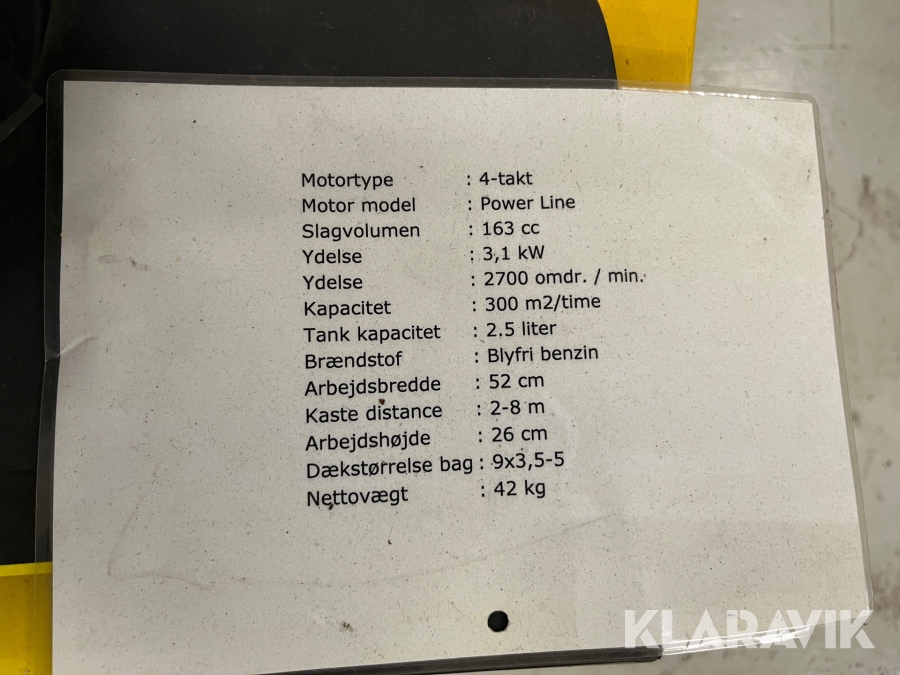 Motortype : 4-takt
Motor model : Power Line
Slagvolumen : 163 cc
Ydelse : 3,1 kW
Ydelse : 2700 omdr. / min.
Kapacitet : 300 m2/time
Tank kapacitet : 2.5 liter
Brændstof : Blyfri benzin
Arbejdsbredde : 52 cm
Kaste distance : 2-8 m
Arbejdshøjde : 26 cm
Dækstørrelse bag : 9x3,5-5
Nettovægt : 42 kg
KLARAVIK